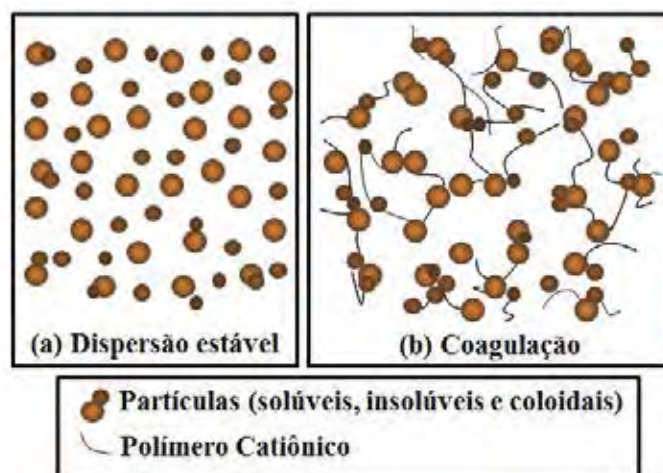 (a) Dispersão estável
(b) Coagulação
Partículas (solúveis, insolúveis e coloidais)
Polímero Catiônico